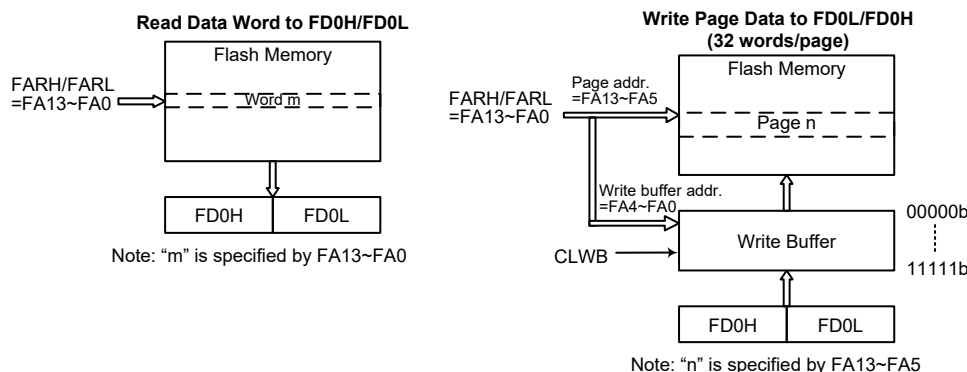 Read Data Word to FD0H/FD0L
Flash Memory
FARH/FARL
=FA13~FA0
Word m
FD0H
FD0L
Note: “m” is specified by FA13~FA0
Write Page Data to FD0L/FD0H
(32 words/page)
Flash Memory
FARH/FARL
=FA13~FA0
Page addr.
=FA13~FA5
Page n
Write buffer addr.
=FA4~FA0
Write Buffer
00000b
11111b
CLWB
FD0H
FD0L
Note: “n” is specified by FA13~FA5